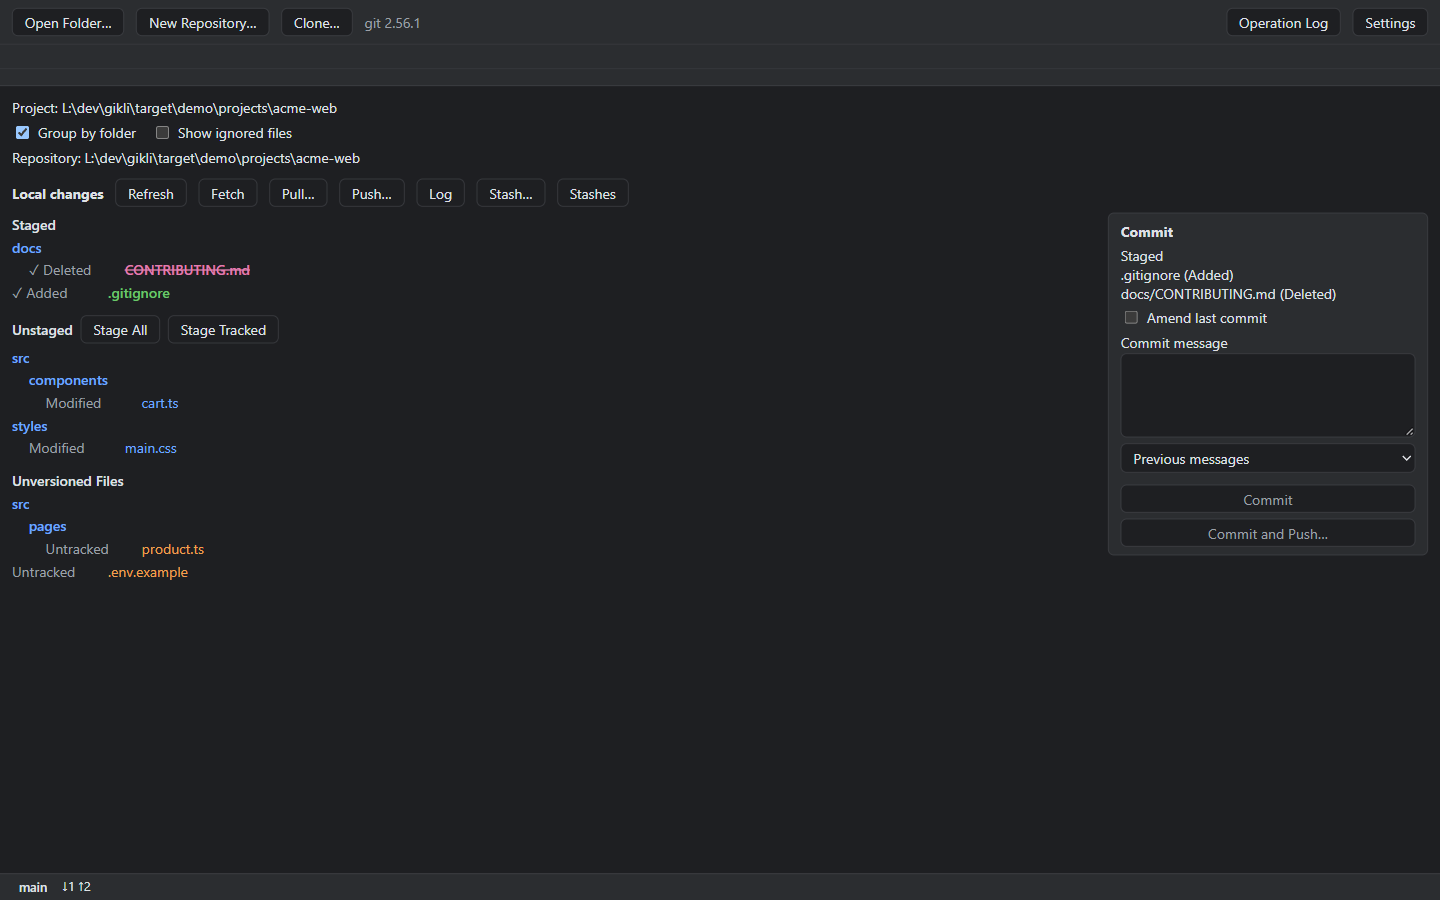 Open Folder... New Repository... Clone... git 2.56.1 Operation Log Settings
Project: L:\dev\gikli\target\demo\projects\acme-web
Group by folder Show ignored files
Repository: L:\dev\gikli\target\demo\projects\acme-web
Local changes Refresh Fetch Pull... Push... Log Stash... Stashes
Staged
docs
✓ Deleted CONTRIBUTING.md
✓ Added .gitignore
Unstaged Stage All Stage Tracked
src
components
Modified cart.ts
styles
Modified main.css
Unversioned Files
src
pages
Untracked product.ts
Untracked .env.example
Commit
Staged
.gitignore (Added)
docs/CONTRIBUTING.md (Deleted)
Amend last commit
Commit message
Previous messages
Commit
Commit and Push...
main ↓1 ↑2